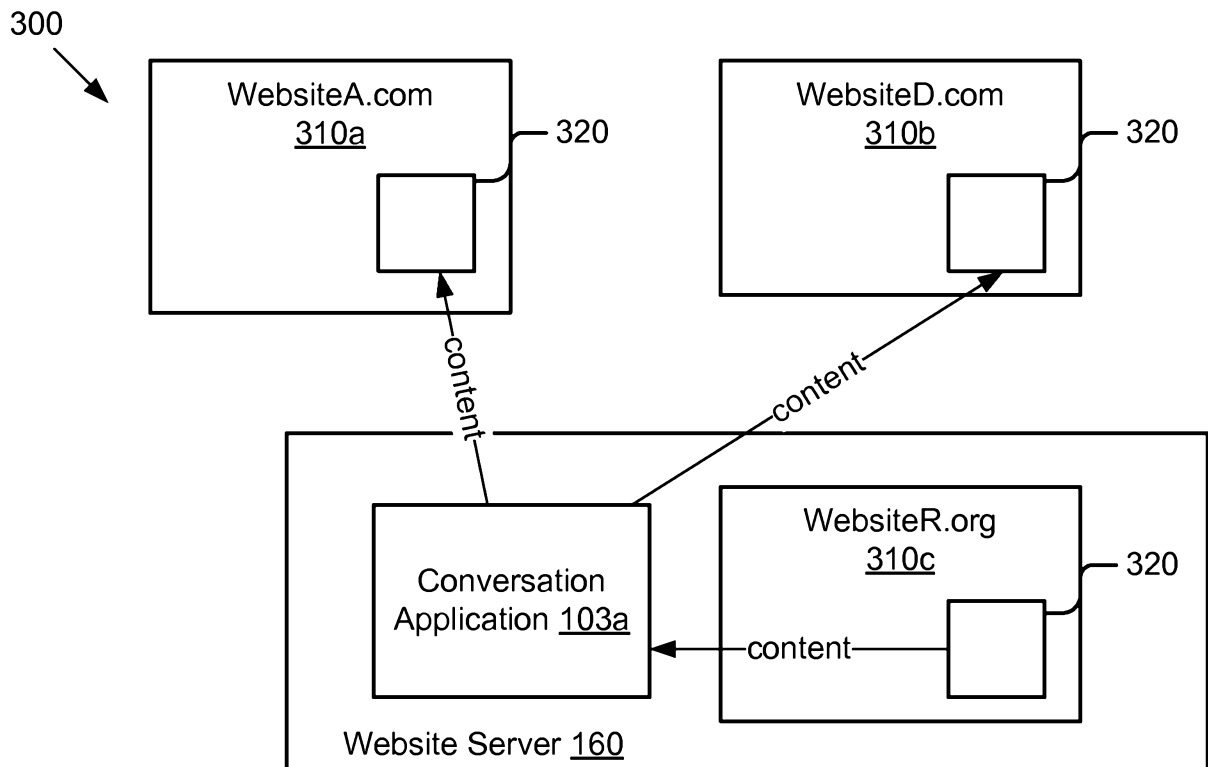 300
WebsiteA.com
310a
320
WebsiteD.com
310b
320
content
content
WebsiteR.org
310c
320
Conversation
Application 103a
content
Website Server 160